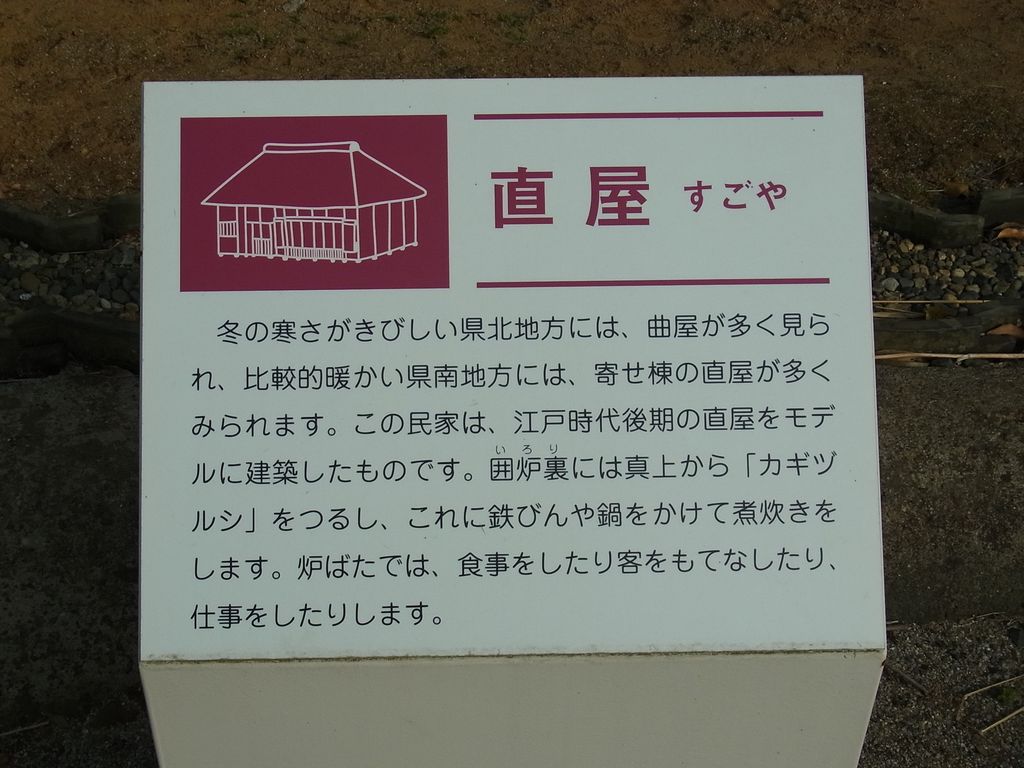 直屋 すごや
冬の寒さがきびしい県北地方には、曲屋が多く見ら
れ、比較的暖かい県南地方には、寄せ棟の直屋が多く
みられます。この民家は、江戸時代後期の直屋をモデ
いろり
ルに建築したものです。囲炉裏には真上から「カギヅ
ルシ」をつるし、これに鉄びんや鍋をかけて煮炊きを
します。炉ばたでは、食事をしたり客をもてなしたり、
仕事をしたりします。